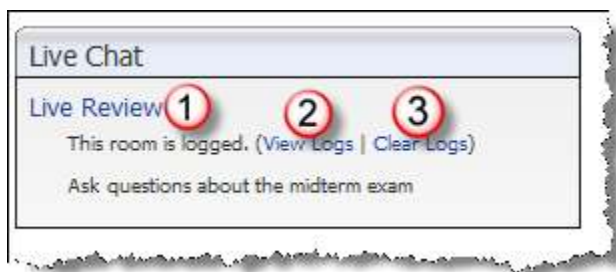 Live Chat
Live Review 1
2 3
This room is logged. (View Logs | Clear Logs)
Ask questions about the midterm exam